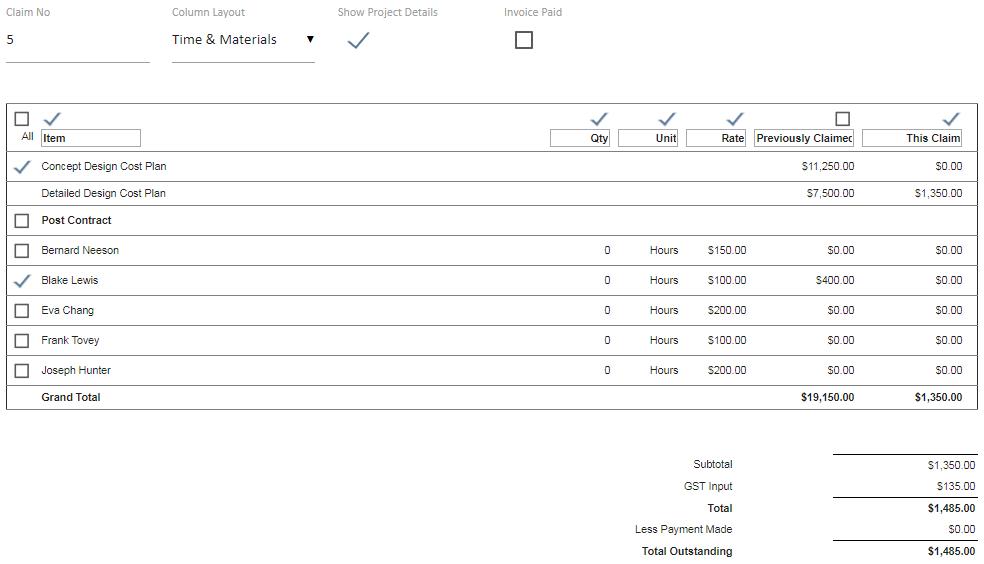 Claim No Column Layout Show Project Details Invoice Paid
5 Time & Materials
All Item Qty Unit Rate Previously Claimed This Claim
Concept Design Cost Plan $11,250.00 $0.00
Detailed Design Cost Plan $7,500.00 $1,350.00
Post Contract
Bernard Neeson 0 Hours $150.00 $0.00 $0.00
Blake Lewis 0 Hours $100.00 $400.00 $0.00
Eva Chang 0 Hours $200.00 $0.00 $0.00
Frank Tovey 0 Hours $100.00 $0.00 $0.00
Joseph Hunter 0 Hours $200.00 $0.00 $0.00
Grand Total $19,150.00 $1,350.00
Subtotal $1,350.00
GST Input $135.00
Total $1,485.00
Less Payment Made $0.00
Total Outstanding $1,485.00